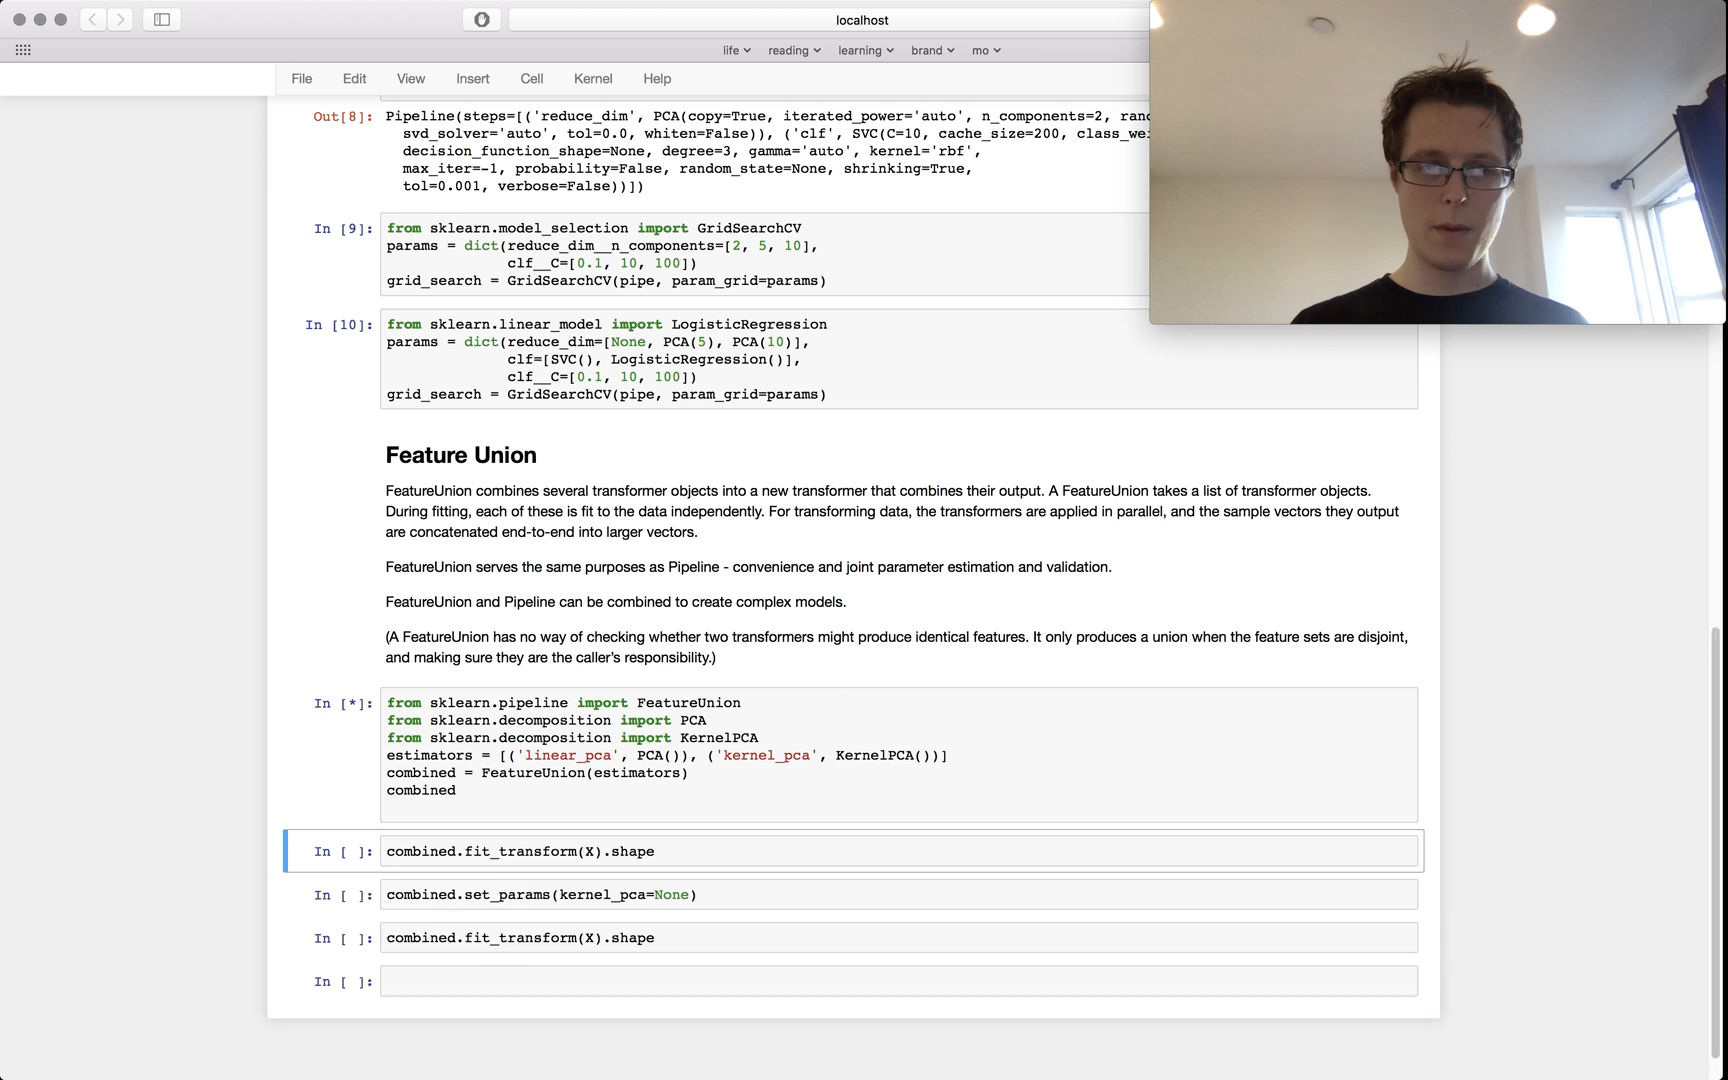 localhost
life reading learning brand mo
File Edit View Insert Cell Kernel Help
Out[8]: Pipeline(steps=[('reduce_dim', PCA(copy=True, iterated_power='auto', n_components=2,
svd_solver='auto', tol=0.0, whiten=False)), ('clf', SVC(C=10, cache_size=200,
decision_function_shape=None, degree=3, gamma='auto', kernel='rbf',
max_iter=-1, probability=False, random_state=None, shrinking=True,
tol=0.001, verbose=False))])
In [9]: from sklearn.model_selection import GridSearchCV
params = dict(reduce_dim__n_components=[2, 5, 10],
clf__C=[0.1, 10, 100])
grid_search = GridSearchCV(pipe, param_grid=params)
In [10]: from sklearn.linear_model import LogisticRegression
params = dict(reduce_dim=[None, PCA(5), PCA(10)],
clf=[SVC(), LogisticRegression()],
clf__C=[0.1, 10, 100])
grid_search = GridSearchCV(pipe, param_grid=params)
Feature Union
FeatureUnion combines several transformer objects into a new transformer that combines their output. A FeatureUnion takes a list of transformer objects.
During fitting, each of these is fit to the data independently. For transforming data, the transformers are applied in parallel, and the sample vectors they output
are concatenated end-to-end into larger vectors.
FeatureUnion serves the same purposes as Pipeline - convenience and joint parameter estimation and validation.
FeatureUnion and Pipeline can be combined to create complex models.
(A FeatureUnion has no way of checking whether two transformers might produce identical features. It only produces a union when the feature sets are disjoint,
and making sure they are the caller's responsibility.)
In [*]: from sklearn.pipeline import FeatureUnion
from sklearn.decomposition import PCA
from sklearn.decomposition import KernelPCA
estimators = [('linear_pca', PCA()), ('kernel_pca', KernelPCA())]
combined = FeatureUnion(estimators)
combined
In [ ]: combined.fit_transform(X).shape
In [ ]: combined.set_params(kernel_pca=None)
In [ ]: combined.fit_transform(X).shape
In [ ]: